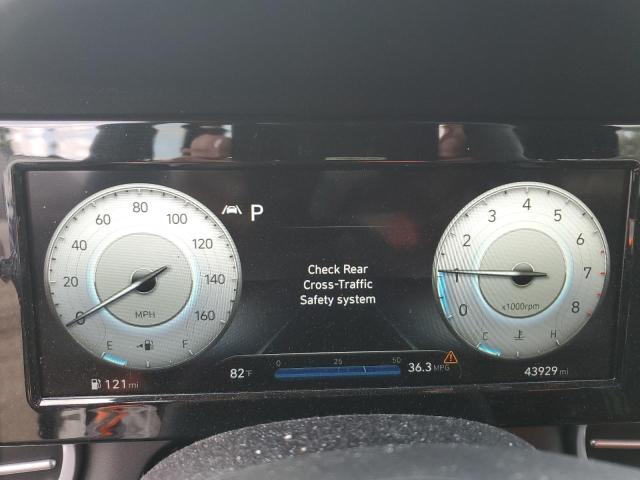 80
60 100
40 120
20 140
0 160
MPH
E F
P
Check Rear
Cross-Traffic
Safety system
4
3 5
2 6
1 7
0 8
x1000rpm
C H
121 mi
82°F
0 25 50
36.3 MPG
43929 mi